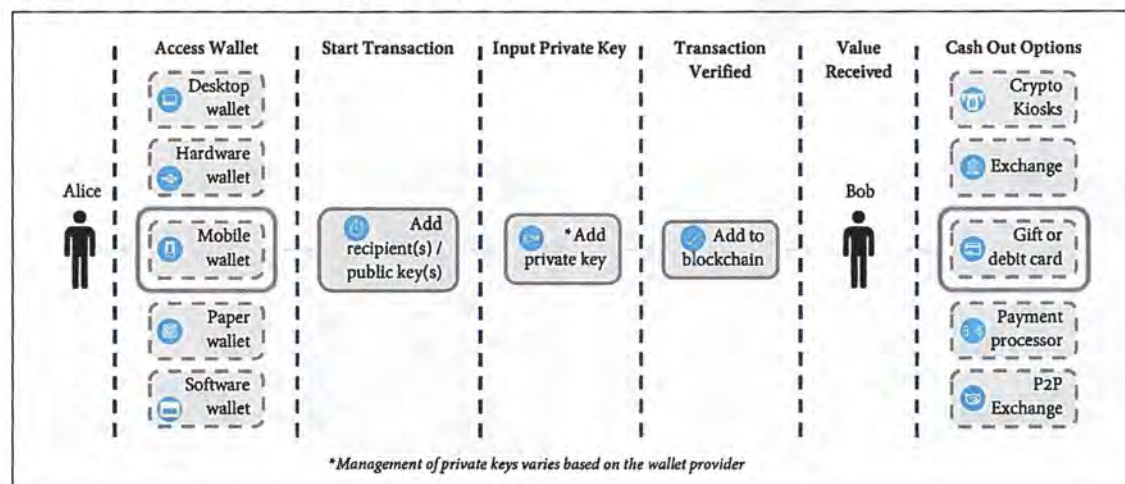 Access Wallet
Start Transaction
Input Private Key
Transaction
Verified
Value
Received
Cash Out Options
Alice
Desktop
wallet
Hardware
wallet
Mobile
wallet
Paper
wallet
Software
wallet
Add
recipient(s) /
public key(s)
* Add
private key
Add to
blockchain
Bob
Crypto
Kiosks
Exchange
Gift or
debit card
Payment
processor
P2P
Exchange
*Management of private keys varies based on the wallet provider